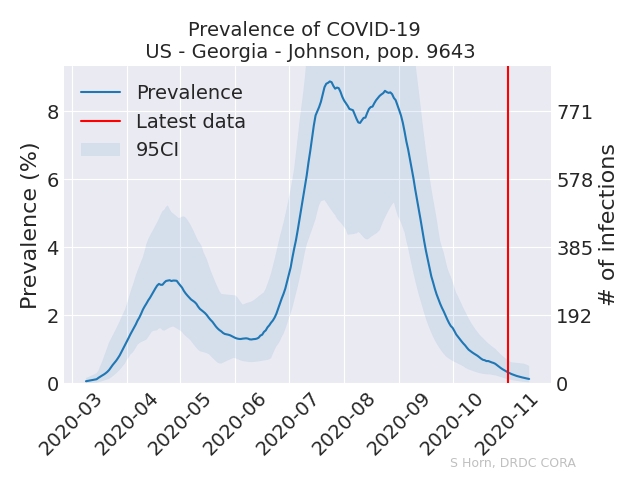 Prevalence of COVID-19
US - Georgia - Johnson, pop. 9643
Prevalence
Latest data
95CI
Prevalence (%)
8
6
4
2
0
771
578
385
192
0
# of infections
2020-03
2020-04
2020-05
2020-06
2020-07
2020-08
2020-09
2020-10
2020-11
S Horn, DRDC CORA